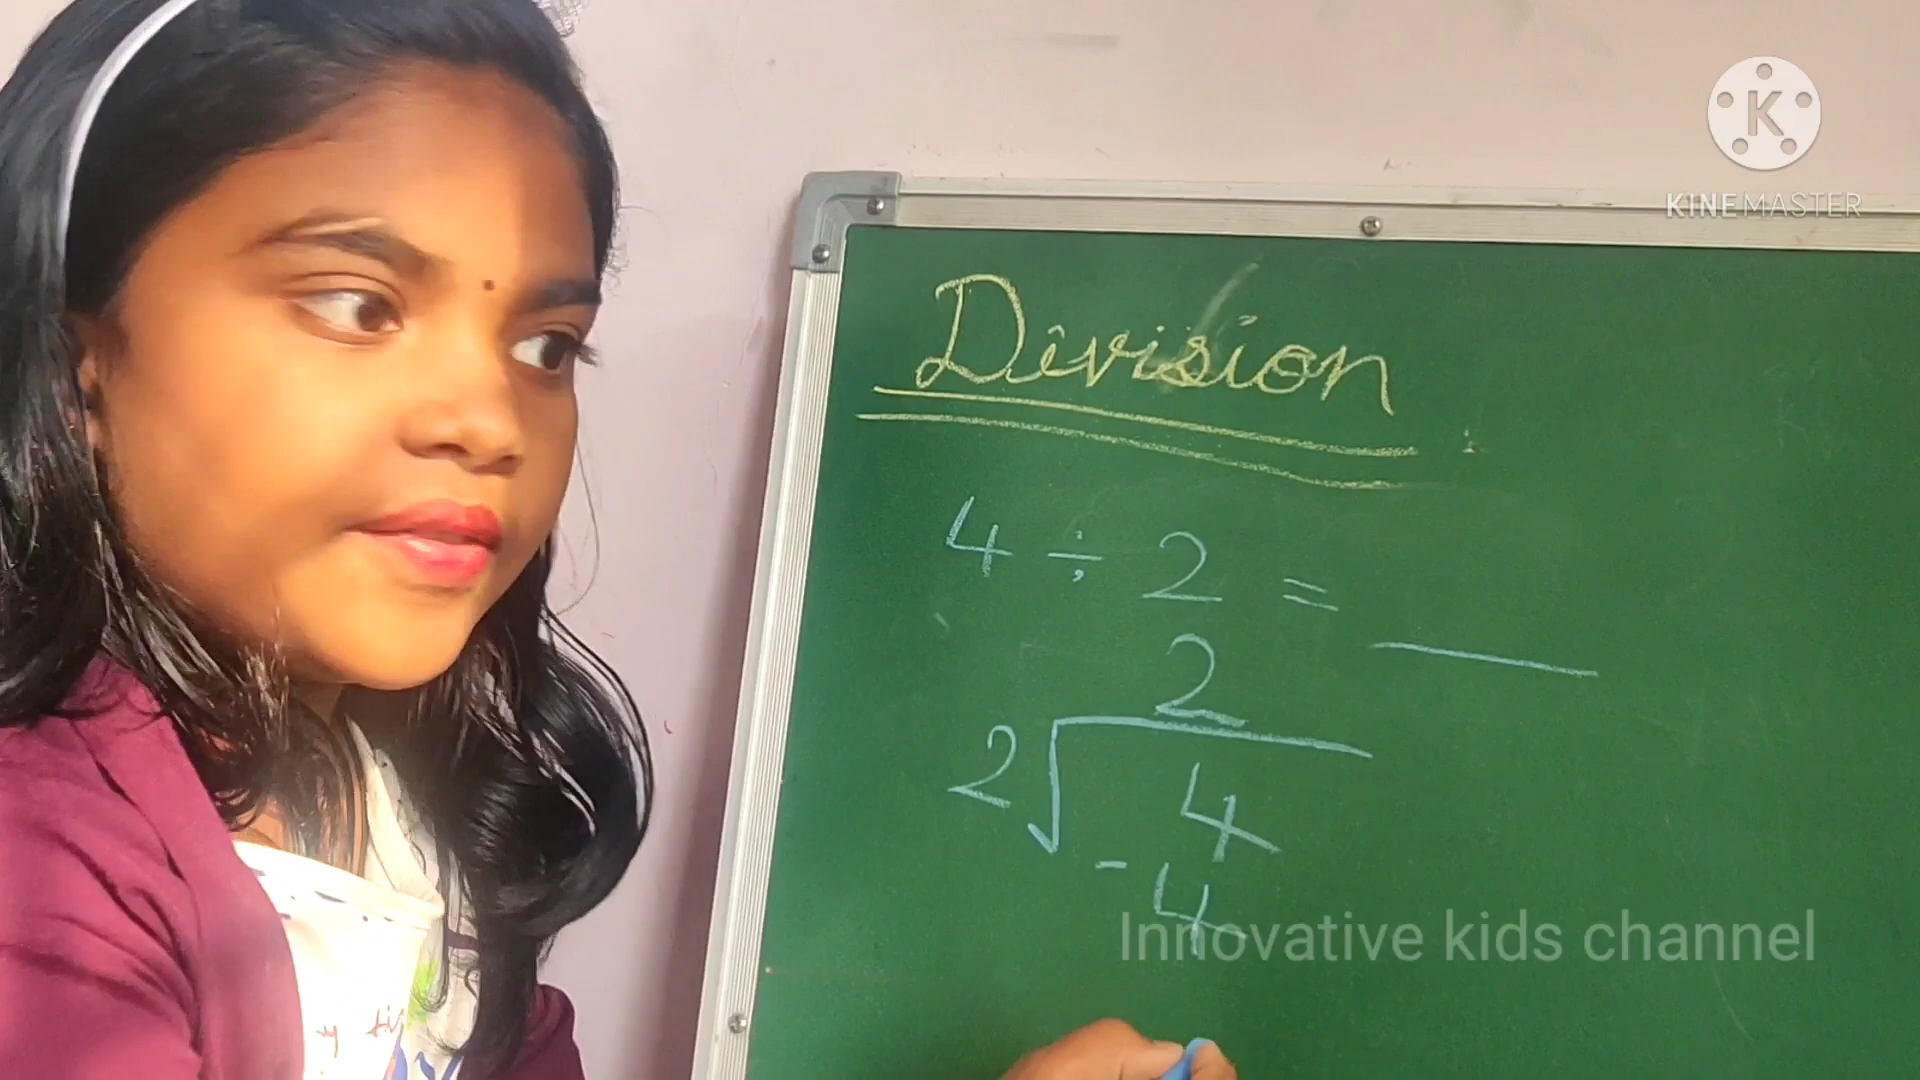 K
KINEMASTER
Division
4 ÷ 2 =
2
2 4
- 4
Innovative kids channel